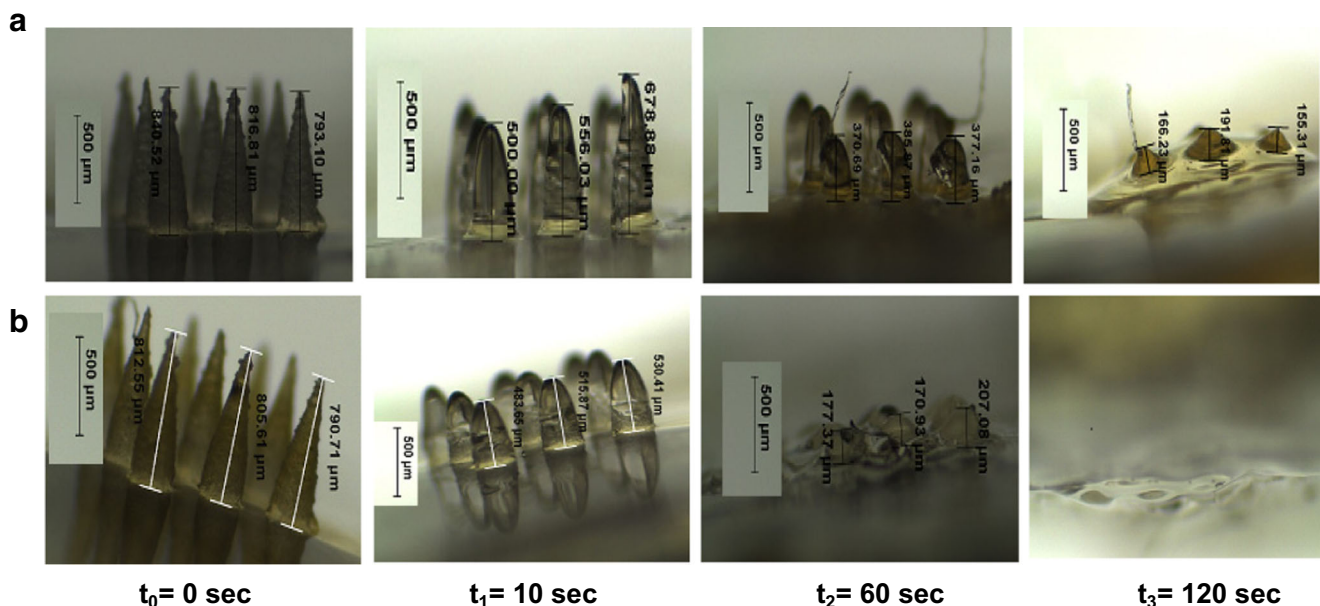 a
500 µm
840.52 µm
816.81 µm
793.10 µm
500 µm
500.00 µm
556.03 µm
678.88 µm
500 µm
370.69 µm
385.87 µm
377.16 µm
500 µm
166.23 µm
191.81 µm
155.31 µm
b
500 µm
812.55 µm
805.61 µm
790.71 µm
500 µm
483.65 µm
515.87 µm
530.41 µm
500 µm
177.37 µm
170.93 µm
207.08 µm
t₀= 0 sec
t₁= 10 sec
t₂= 60 sec
t₃= 120 sec